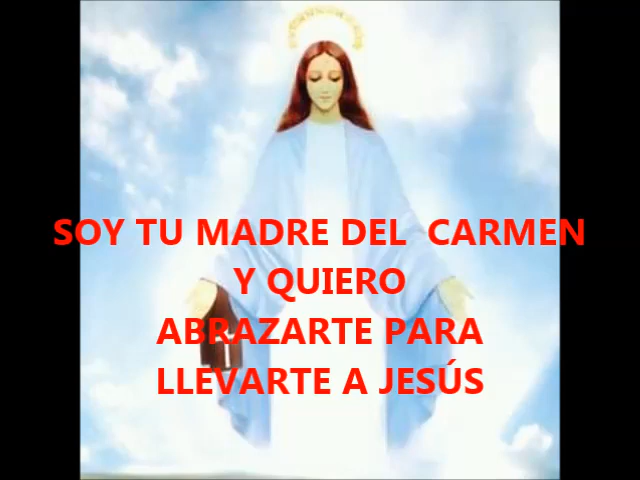 SOY TU MADRE DEL CARMEN
Y QUIERO
ABRAZARTE PARA
LLEVARTE A JESÚS